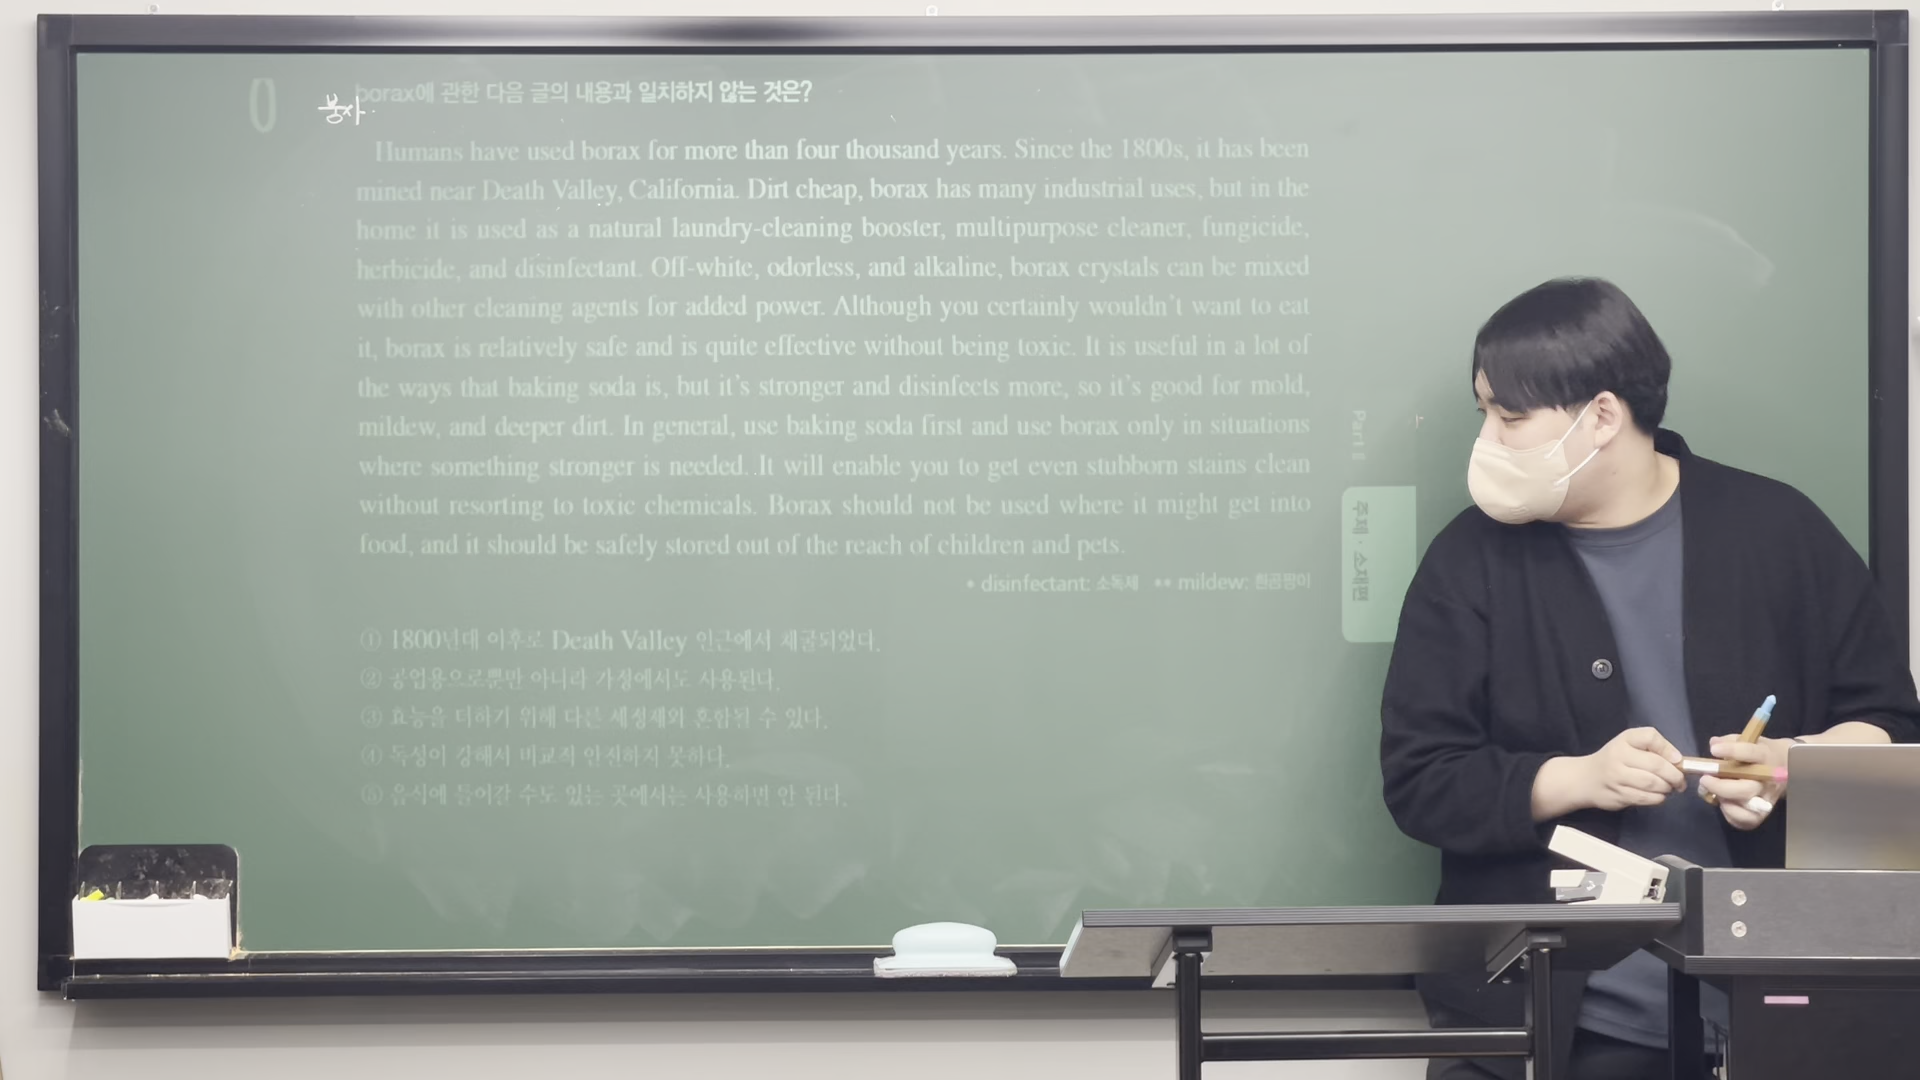 0
붕사
borax에 관한 다음 글의 내용과 일치하지 않는 것은?
Humans have used borax for more than four thousand years. Since the 1800s, it has been
mined near Death Valley, California. Dirt cheap, borax has many industrial uses, but in the
home it is used as a natural laundry-cleaning booster, multipurpose cleaner, fungicide,
herbicide, and disinfectant. Off-white, odorless, and alkaline, borax crystals can be mixed
with other cleaning agents for added power. Although you certainly wouldn't want to eat
it, borax is relatively safe and is quite effective without being toxic. It is useful in a lot of
the ways that baking soda is, but it's stronger and disinfects more, so it's good for mold,
mildew, and deeper dirt. In general, use baking soda first and use borax only in situations
where something stronger is needed. It will enable you to get even stubborn stains clean
without resorting to toxic chemicals. Borax should not be used where it might get into
food, and it should be safely stored out of the reach of children and pets.
* disinfectant: 소독제 ** mildew: 흰곰팡이
① 1800년대 이후로 Death Valley 인근에서 채굴되었다.
② 공업용으로뿐만 아니라 가정에서도 사용된다.
③ 효능을 더하기 위해 다른 세정제와 혼합될 수 있다.
④ 독성이 강해서 비교적 안전하지 못하다.
⑤ 음식에 들어갈 수도 있는 곳에서는 사용하면 안 된다.
Part II
주제·소재편